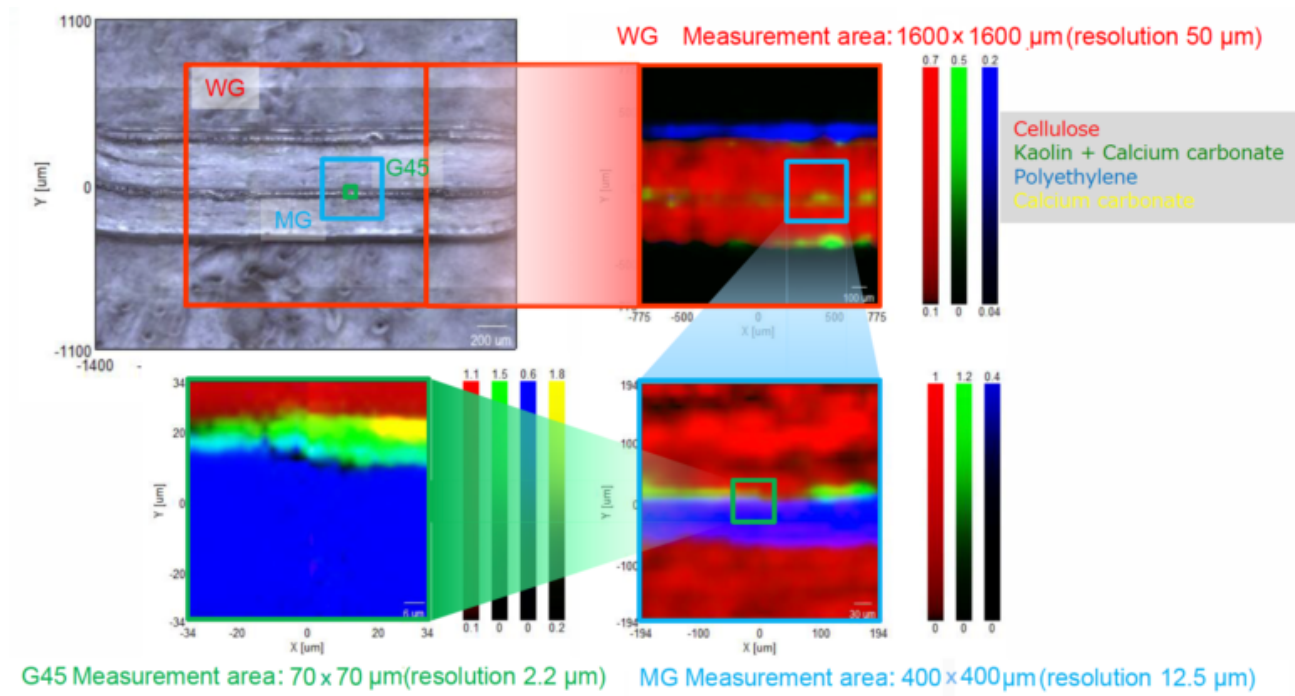 WG Measurement area: 1600 x 1600 µm (resolution 50 µm)
1100
0
-1100
-1400
Y [um]
WG
G45
MG
200 um
-775 -500 0 500 775
X [um]
100 µm
0.7 0.5 0.2
0.1 0 0.04
Cellulose
Kaolin + Calcium carbonate
Polyethylene
Calcium carbonate
34
20
0
-20
-34
Y [um]
-34 -20 0 20 34
X [um]
6 µm
1.1 1.5 0.6 1.8
0.1 0 0 0.2
194
100
0
-100
-194
Y [um]
-194 -100 0 100 194
X [um]
30 µm
1 1.2 0.4
0 0 0
G45 Measurement area: 70 x 70 µm (resolution 2.2 µm)
MG Measurement area: 400 x 400 µm (resolution 12.5 µm)